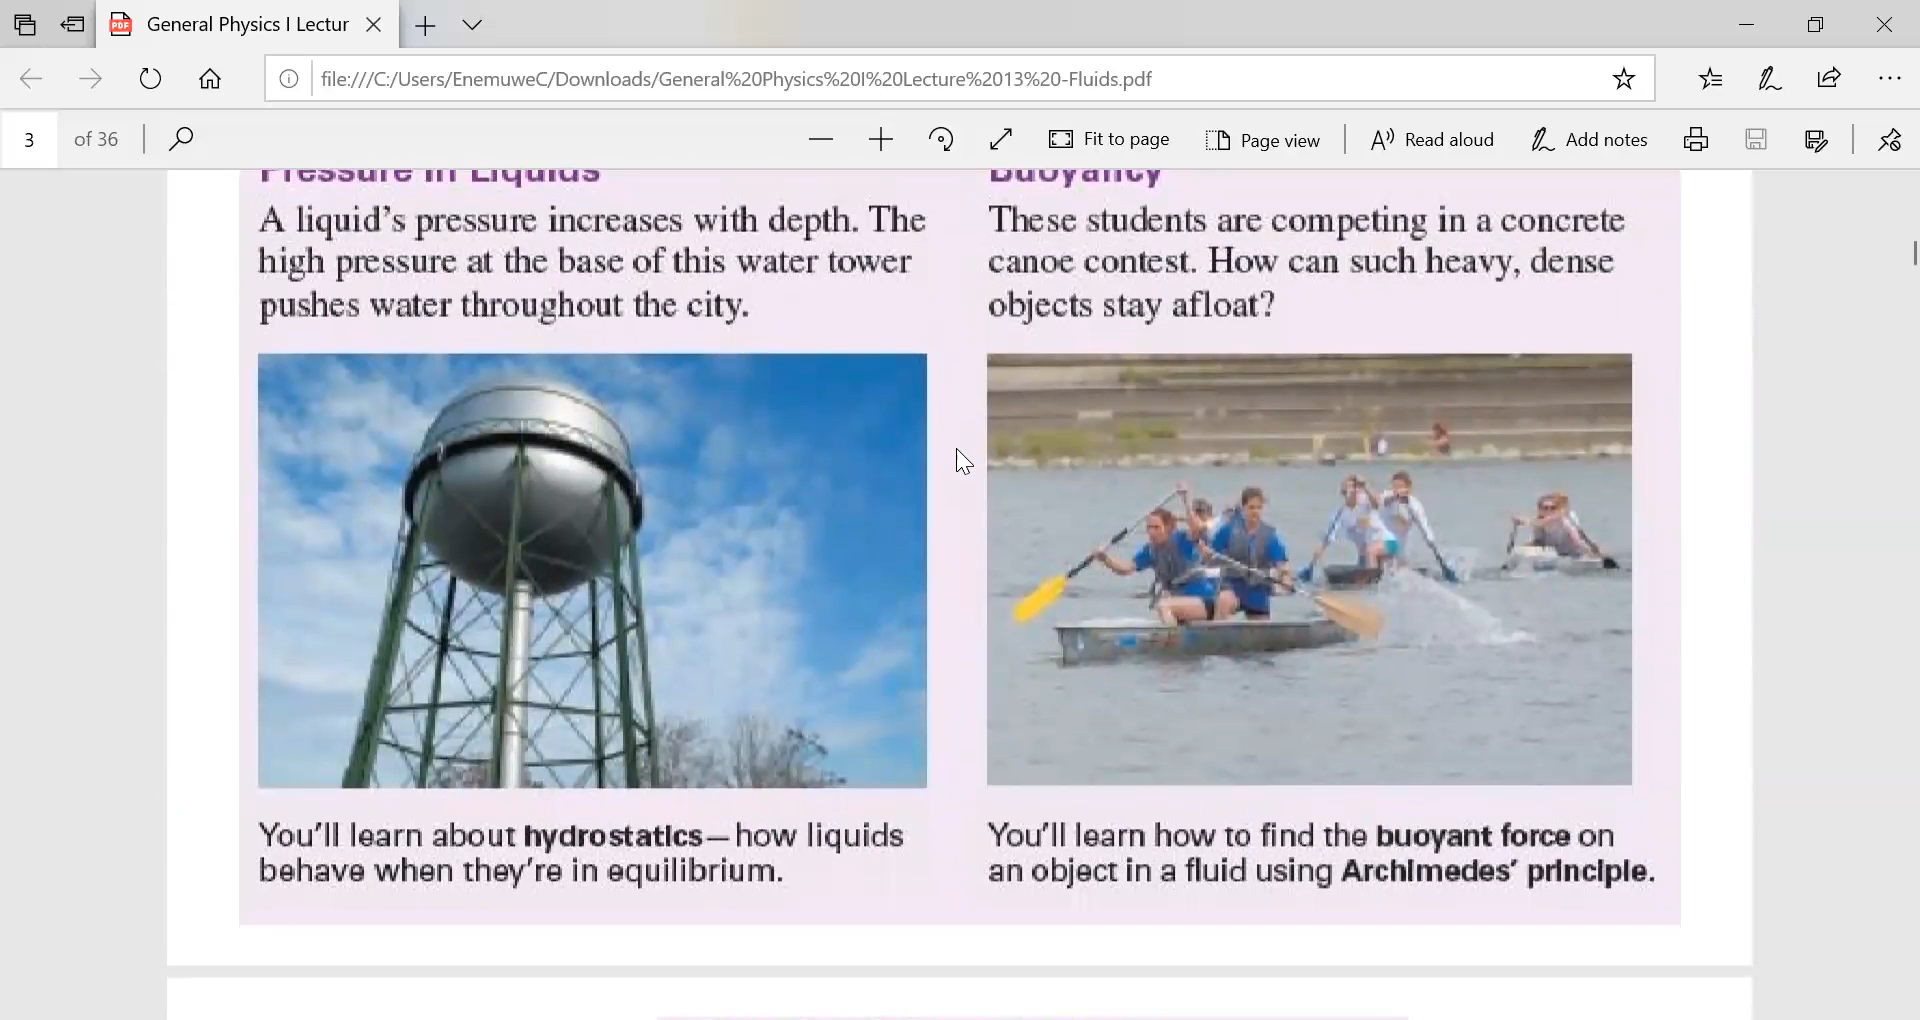 General Physics I Lectur
file:///C:/Users/EnemuweC/Downloads/General%20Physics%20I%20Lecture%2013%20-Fluids.pdf
3 of 36
Fit to page
Page view
Read aloud
Add notes
Pressure in Liquids
A liquid's pressure increases with depth. The
high pressure at the base of this water tower
pushes water throughout the city.
You'll learn about hydrostatics—how liquids
behave when they're in equilibrium.
Buoyancy
These students are competing in a concrete
canoe contest. How can such heavy, dense
objects stay afloat?
You'll learn how to find the buoyant force on
an object in a fluid using Archimedes' principle.